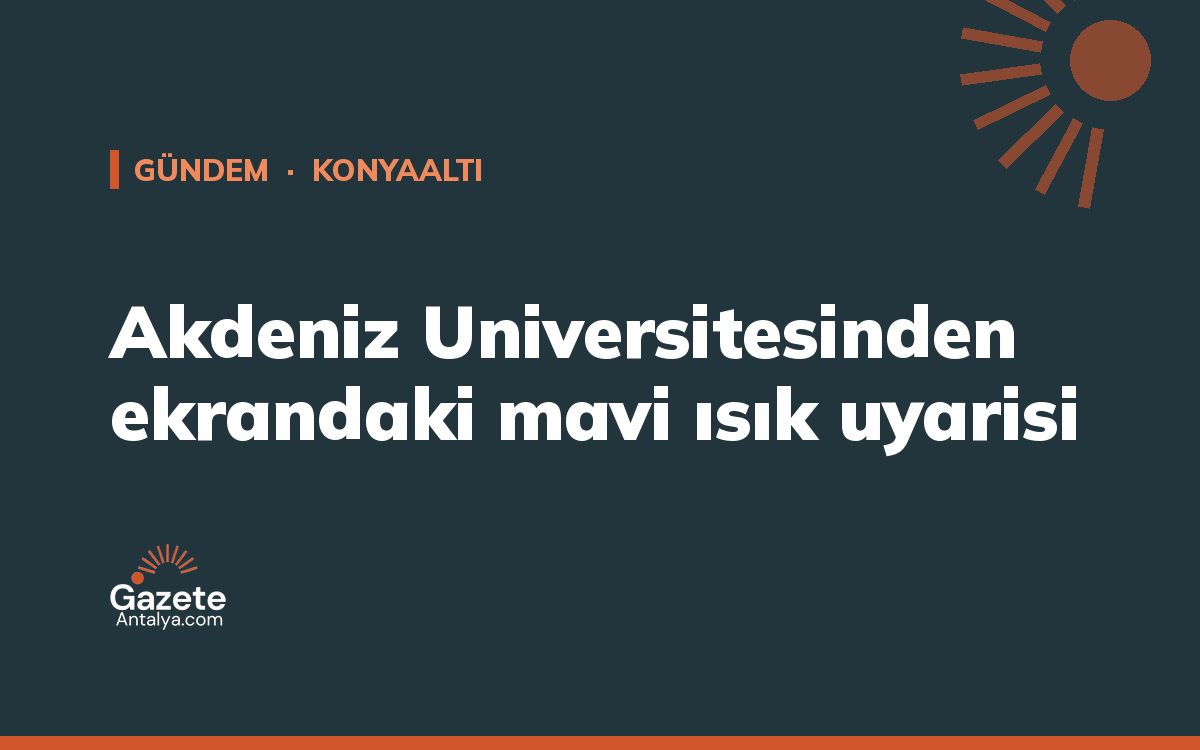 GÜNDEM · KONYAALTI
Akdeniz Universitesinden
ekrandaki mavi ısık uyarisi
Gazete
Antalya.com